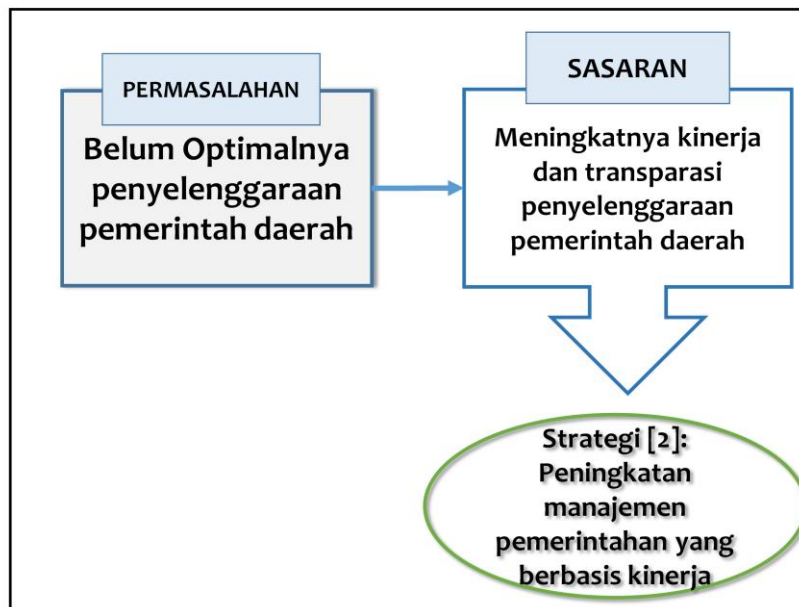 PERMASALAHAN
Belum Optimalnya
penyelenggaraan
pemerintah daerah
SASARAN
Meningkatnya kinerja
dan transparasi
penyelenggaraan
pemerintah daerah
Strategi [2]:
Peningkatan
manajemen
pemerintahan yang
berbasis kinerja